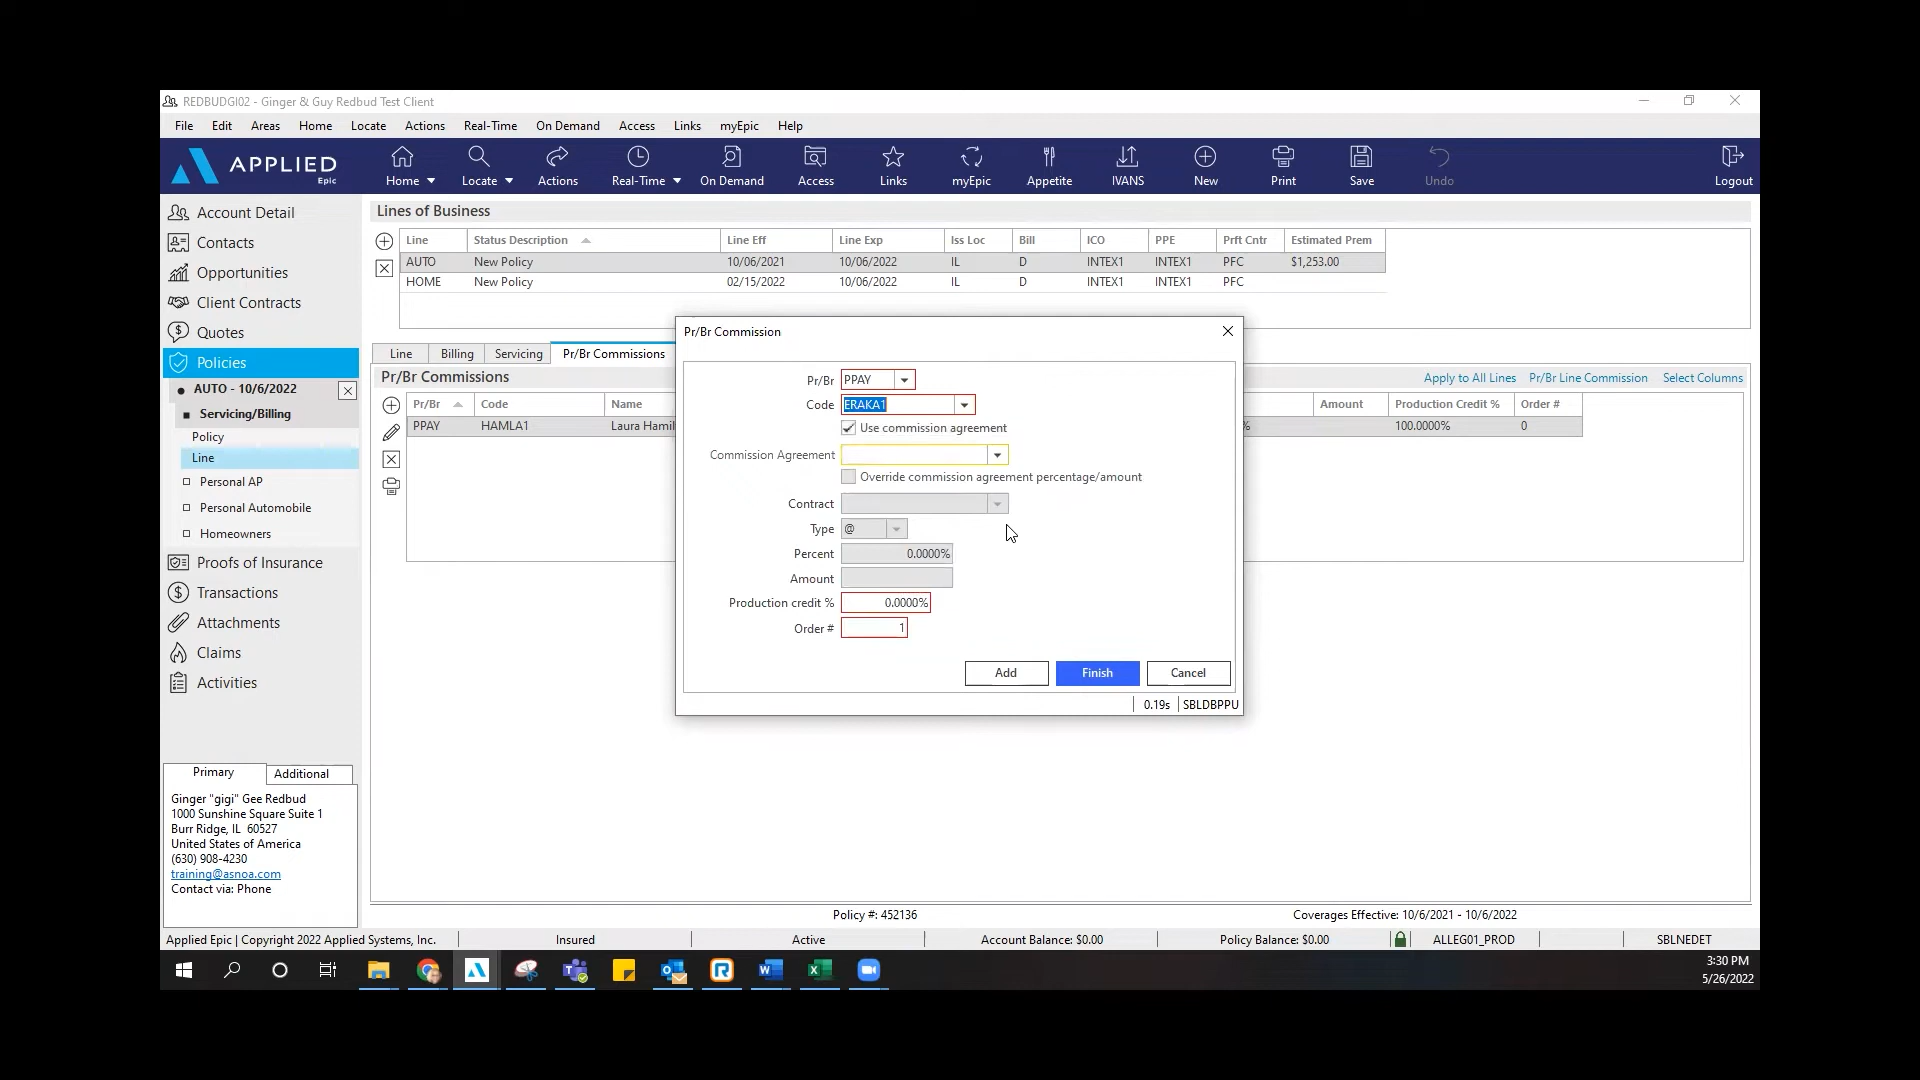 REDBUDGI02 - Ginger & Guy Redbud Test Client
File Edit Areas Home Locate Actions Real-Time On Demand Access Links myEpic Help
APPLIED
Epic
Home Locate Actions Real-Time On Demand Access Links myEpic Appetite IVANS New Print Save Undo Logout
Account Detail
Contacts
Opportunities
Client Contracts
Quotes
Policies
AUTO - 10/6/2022
Servicing/Billing
Policy
Line
Personal AP
Personal Automobile
Homeowners
Proofs of Insurance
Transactions
Attachments
Claims
Activities
Primary Additional
Ginger "gigi" Gee Redbud
1000 Sunshine Square Suite 1
Burr Ridge, IL 60527
United States of America
(630) 908-4230
training@asnoa.com
Contact via: Phone
Lines of Business
Line Status Description Line Eff Line Exp Iss Loc Bill ICO PPE Prft Cntr Estimated Prem
AUTO New Policy 10/06/2021 10/06/2022 IL D INTEX1 INTEX1 PFC $1,253.00
HOME New Policy 02/15/2022 10/06/2022 IL D INTEX1 INTEX1 PFC
Line Billing Servicing Pr/Br Commissions
Pr/Br Commissions
Apply to All Lines Pr/Br Line Commission Select Columns
Pr/Br Code Name Amount Production Credit % Order #
PPAY HAMLA1 Laura Hamil % 100.0000% 0
Pr/Br Commission
Pr/Br PPAY
Code ERAKA1
Use commission agreement
Commission Agreement
Override commission agreement percentage/amount
Contract
Type @
Percent 0.0000%
Amount
Production credit % 0.0000%
Order # 1
Add Finish Cancel
0.19s SBLDBPPU
Policy #: 452136 Coverages Effective: 10/6/2021 - 10/6/2022
Applied Epic | Copyright 2022 Applied Systems, Inc. Insured Active Account Balance: $0.00 Policy Balance: $0.00 ALLEG01_PROD SBLNEDET
3:30 PM
5/26/2022